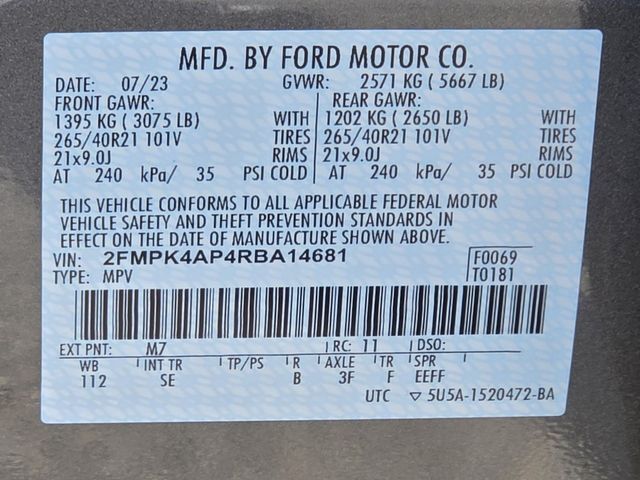 MFD. BY FORD MOTOR CO.
DATE: 07/23 GVWR: 2571 KG ( 5667 LB)
FRONT GAWR: REAR GAWR:
1395 KG ( 3075 LB) WITH 1202 KG ( 2650 LB) WITH
265/40R21 101V TIRES 265/40R21 101V TIRES
21x9.0J RIMS 21x9.0J RIMS
AT 240 kPa/ 35 PSI COLD AT 240 kPa/ 35 PSI COLD
THIS VEHICLE CONFORMS TO ALL APPLICABLE FEDERAL MOTOR
VEHICLE SAFETY AND THEFT PREVENTION STANDARDS IN
EFFECT ON THE DATE OF MANUFACTURE SHOWN ABOVE.
VIN: 2FMPK4AP4RBA14681 F0069
TYPE: MPV T0181
EXT PNT: M7 RC: 11 DSO:
WB INT TR TP/PS R AXLE TR SPR
112 SE B 3F F EEFF
UTC ▽ 5U5A-1520472-BA